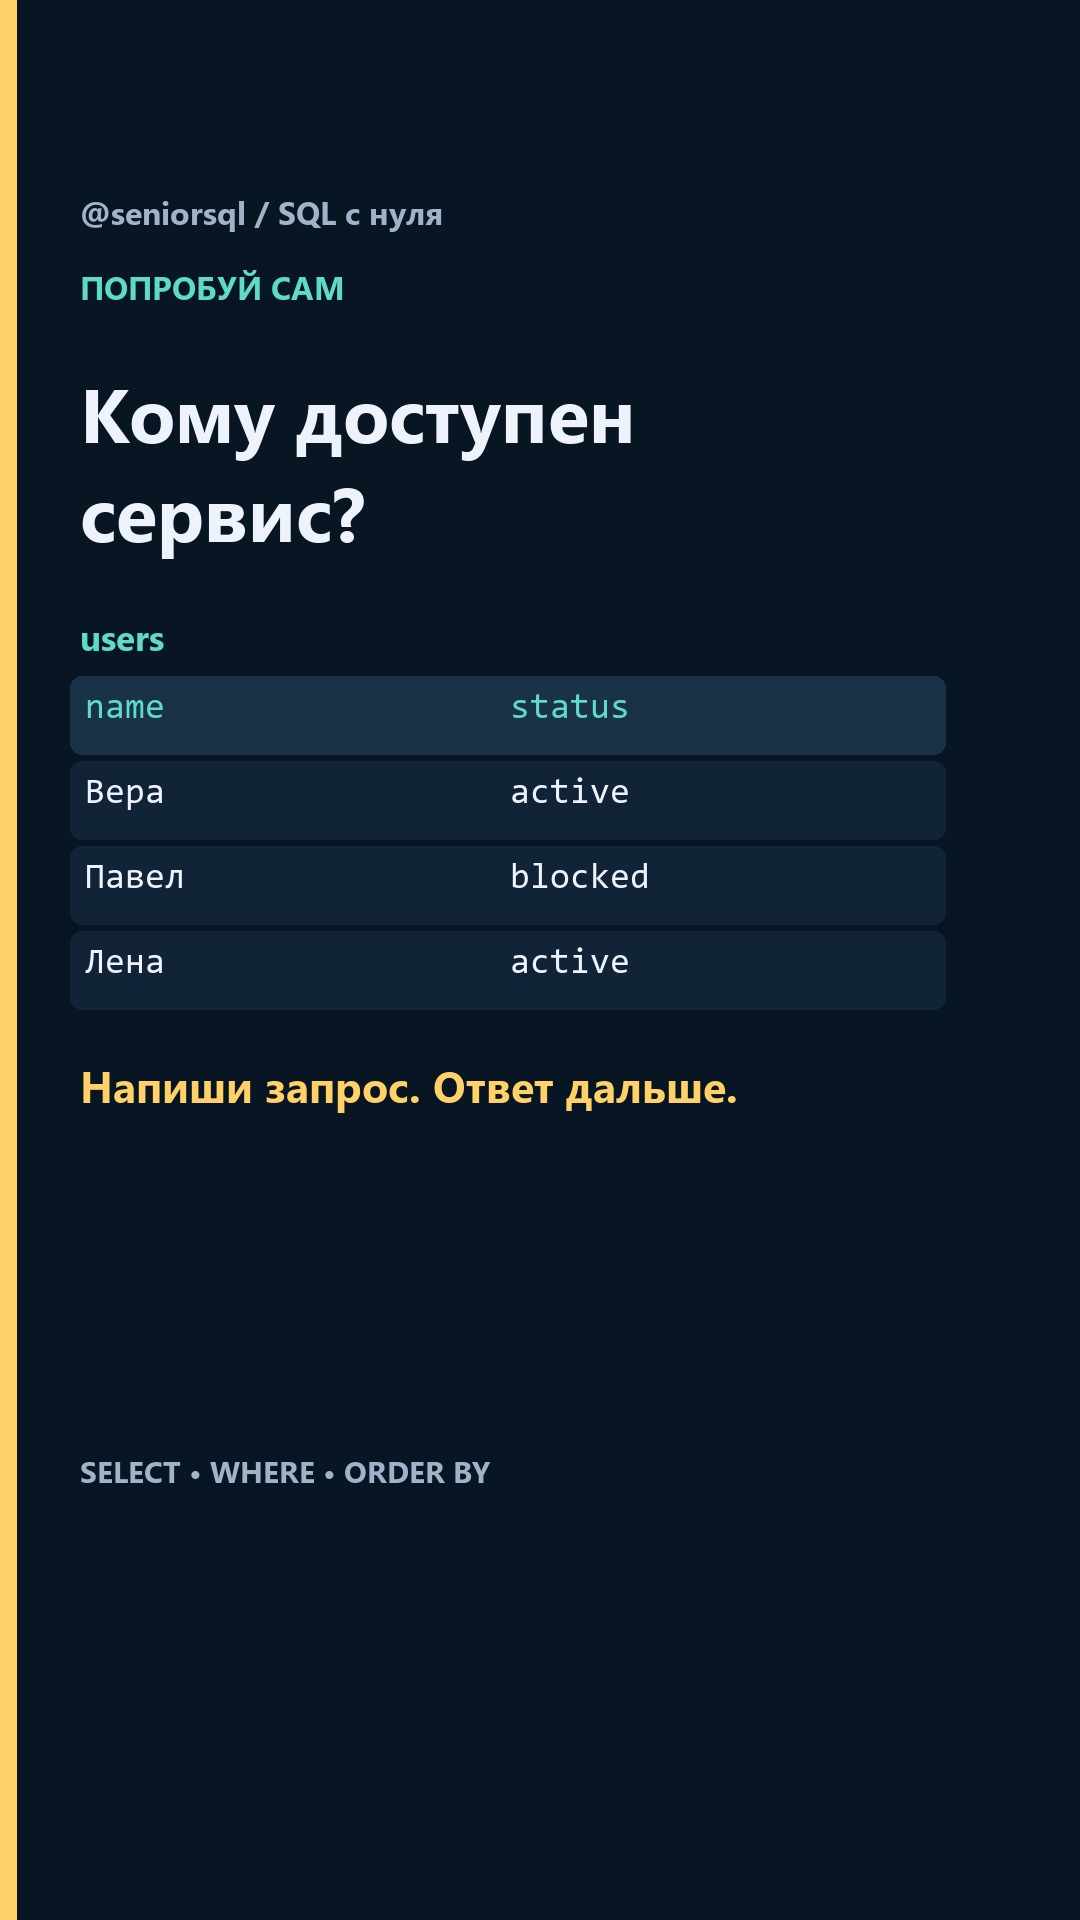 @seniorsql / SQL с нуля
ПОПРОБУЙ САМ
Кому доступен
сервис?
users
name status
Вера active
Павел blocked
Лена active
Напиши запрос. Ответ дальше.
SELECT • WHERE • ORDER BY